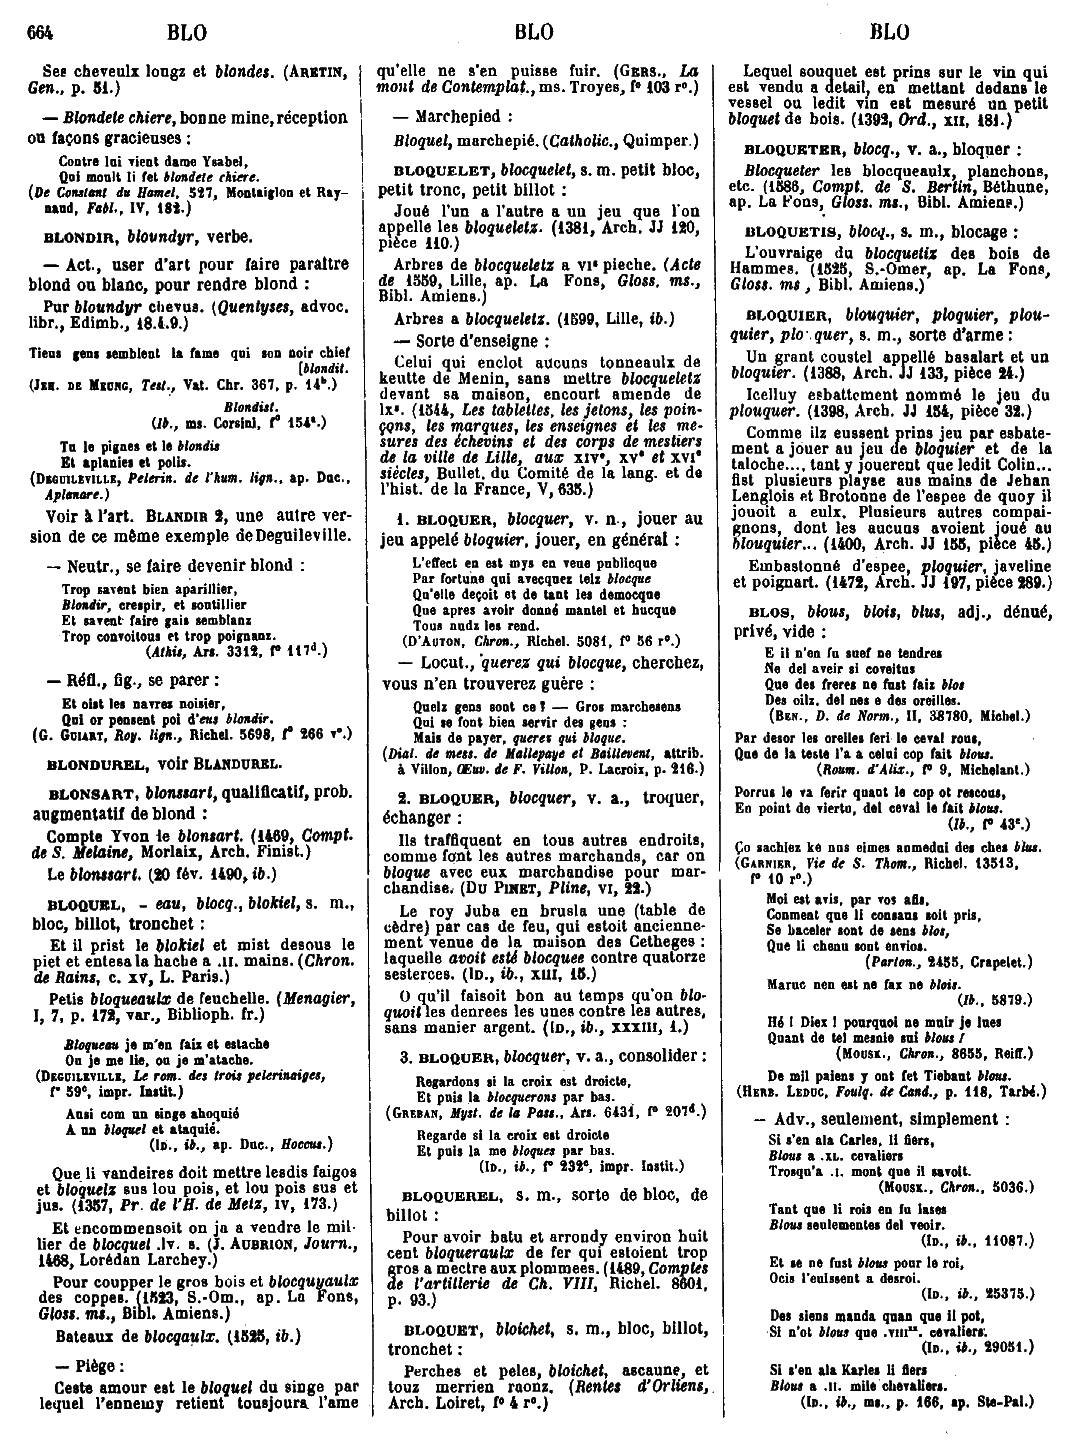 664 BLO BLO BLO
Ses cheveulx longz et blondes. (ARETIN,
Gen., p. 51.)
— Blondete chiere, bonne mine, réception
ou façons gracieuses :
Contre lui vient dame Ysabel,
Qui moult li fet blondete chiere.
(De Constant du Hamel, 527, Montaiglon et Ray-
naud, Fabl., IV, 182.)
BLONDIR, bloundyr, verbe.
— Act., user d'art pour faire paraître
blond ou blanc, pour rendre blond :
Pur bloundyr chevus. (Quentyses, advoc.
libr., Edimb., 18.4.9.)
Tiens gens semblent la fame qui son noir chief
[blondit.
(JEH. DE MEUNG, Test., Vat. Chr. 367, p. 14b.)
Blondist.
(Ib., ms. Corsini, f° 154a.)
Tu le pignes et le blondis
Et aplanies et polis.
(DEGUILEVILLE, Pelerin. de l'hum. lign., ap. Duc.,
Aplanare.)
Voir à l'art. BLANDIR 2, une autre ver-
sion de ce même exemple de Deguileville.
— Neutr., se faire devenir blond :
Trop savent bien aparillier,
Blondir, crespir, et soutillier
Et savent faire gais semblanz
Trop convoitous et trop poignanz.
(Athis, Ars. 3312, f° 117d.)
— Réfl., fig., se parer :
Et oist les navrez noisier,
Qui or pensent poi d'eus blondir.
(G. GUIART, Roy. lign., Richel. 5698, f° 266 v°.)
BLONDUREL, voir BLANDUREL.
BLONSART, blonssart, qualificatif, prob.
augmentatif de blond :
Compte Yvon le blonsart. (1469, Compt.
de S. Melaine, Morlaix, Arch. Finist.)
Le blonssart. (20 fév. 1490, ib.)
BLOQUEL, - eau, blocq., blokiel, s. m.,
bloc, billot, tronchet :
Et il prist le blokiel et mist desous le
piet et entesa la hache a .II. mains. (Chron.
de Rains, c. XV, L. Paris.)
Petis bloqueaulx de feuchelle. (Menagier,
I, 7, p. 172, var., Biblioph. fr.)
Bloqueau je m'en faiz et estache
Ou je me lie, ou je m'atache.
(DEGUILEVILLE, Le rom. des trois pelerinaiges,
f° 59c, impr. Instit.)
Ausi com un singe ahoquié
A un bloquel et ataquié.
(ID., ib., ap. Duc., Hoccus.)
Que li vandeires doit mettre lesdis faigos
et bloquelz sus lou pois, et lou pois sus et
jus. (1357, Pr. de l'H. de Metz, IV, 173.)
Et encommensoit on ja a vendre le mil-
lier de blocquel .lv. s. (J. AUBRION, Journ.,
1468, Lorédan Larchey.)
Pour coupper le gros bois et blocquyaulx
des coppes. (1523, S.-Om., ap. La Fons,
Gloss. ms., Bibl. Amiens.)
Bateaux de blocqaulx. (1525, ib.)
— Piège :
Ceste amour est le bloquel du singe par
lequel l'ennemy retient tousjours l'ame
qu'elle ne s'en puisse fuir. (GERS., La
mont de Contemplat., ms. Troyes, f° 103 r°.)
— Marchepied :
Bloquel, marchepié. (Catholic., Quimper.)
BLOQUELET, blocquelet, s. m. petit bloc,
petit tronc, petit billot :
Joué l'un a l'autre a un jeu que l'on
appelle les bloqueletz. (1381, Arch. JJ 120,
pièce 110.)
Arbres de blocqueletz a VIe pieche. (Acte
de 1559, Lille, ap. La Fons, Gloss. ms.,
Bibl. Amiens.)
Arbres a blocqueletz. (1599, Lille, ib.)
— Sorte d'enseigne :
Celui qui enclot aucuns tonneaulx de
keutte de Menin, sans mettre blocqueletz
devant sa maison, encourt amende de
lxs. (1544, Les tablettes, les jetons, les poin-
çons, les marques, les enseignes et les me-
sures des échevins et des corps de mestiers
de la ville de Lille, aux XIVe, XVe et XVIe
siècles, Bullet. du Comité de la lang. et de
l'hist. de la France, V, 635.)
1. BLOQUER, blocquer, v. n., jouer au
jeu appelé bloquier, jouer, en général :
L'effect en est mys en veue publicque
Par fortune qui avecquez telz blocque
Qu'elle deçoit et de tant les democque
Que apres avoir donné mantel et hucque
Tous nudz les rend.
(D'AUTON, Chron., Richel. 5081, f° 56 r°.)
— Locut., querez qui blocque, cherchez,
vous n'en trouverez guère :
Quelz gens sont ce ? — Gros marchesens
Qui se font bien servir des gens :
Mais de payer, queres qui bloque.
(Dial. de mess. de Mallepaye et Baillevent, attrib.
à Villon, Œuv. de F. Villon, P. Lacroix, p. 216.)
2. BLOQUER, blocquer, v. a., troquer,
échanger :
Ils traffiquent en tous autres endroits,
comme font les autres marchands, car on
bloque avec eux marchandise pour mar-
chandise. (DU PINET, Pline, VI, 22.)
Le roy Juba en brusla une (table de
cèdre) par cas de feu, qui estoit ancienne-
ment venue de la maison des Cetheges :
laquelle avoit esté blocquee contre quatorze
sesterces. (ID., ib., XIII, 15.)
O qu'il faisoit bon au temps qu'on blo-
quoit les denrees les unes contre les autres,
sans manier argent. (ID., ib., XXXIII, 1.)
3. BLOQUER, blocquer, v. a., consolider :
Regardons si la croix est droicte,
Et puis la blocquerons par bas.
(GREBAN, Myst. de la Pass., Ars. 6431, f° 207d.)
Regarde si la croix est droicte
Et puis la me bloques par bas.
(ID., ib., f° 232c, impr. Instit.)
BLOQUEREL, s. m., sorte de bloc, de
billot :
Pour avoir batu et arrondy environ huit
cent bloqueraulx de fer qui estoient trop
gros a mectre aux plommees. (1489, Comptes
de l'artillerie de Ch. VIII, Richel. 8601,
p. 93.)
BLOQUET, bloichet, s. m., bloc, billot,
tronchet :
Perches et peles, bloichet, ascaune, et
touz merrien raonz. (Rentes d'Orliens,
Arch. Loiret, f° 4 r°.)
Lequel souquet est prins sur le vin qui
est vendu a detail, en mettant dedans le
vessel ou ledit vin est mesuré un petit
bloquet de bois. (1392, Ord., XII, 181.)
BLOQUETER, blocq., v. a., bloquer :
Blocqueter les blocqueaulx, planchons,
etc. (1586, Compt. de S. Bertin, Béthune,
ap. La Fons, Gloss. ms., Bibl. Amiens.)
BLOQUETIS, blocq., s. m., blocage :
L'ouvraige du blocquetiz des bois de
Hammes. (1525, S.-Omer, ap. La Fons,
Gloss. ms , Bibl. Amiens.)
BLOQUIER, blouquier, ploquier, plou-
quier, plo quer, s. m., sorte d'arme :
Un grant coustel appellé basalart et un
bloquier. (1388, Arch. JJ 133, pièce 24.)
Icelluy esbattement nommé le jeu du
plouquer. (1398, Arch. JJ 154, pièce 32.)
Comme ilz eussent prins jeu par esbate-
ment a jouer au jeu de bloquier et de la
taloche..., tant y jouerent que ledit Colin...
fist plusieurs playse aus mains de Jehan
Lenglois et Brotonne de l'espee de quoy il
jouoit a eulx. Plusieurs autres compai-
gnons, dont les aucuns avoient joué au
blouquier... (1400, Arch. JJ 155, pièce 45.)
Embastonné d'espee, ploquier, javeline
et poignart. (1472, Arch. JJ 197, pièce 289.)
BLOS, blous, blois, blus, adj., dénué,
privé, vide :
E il n'en fu suef ne tendres
Ne del aveir si coveitus
Que des freres ne fust faiz blos
Des oilz, del nes e des oreilles.
(BEN., D. de Norm., II, 38780, Michel.)
Par desor les orelles feri le ceval rous,
Que de la teste l'a a celui cop fait blous.
(Roum. d'Alix., f° 9, Michelant.)
Porrus le va ferir quant le cop ot rescous,
En point de vierto, del ceval le fait blous.
(Ib., f° 43c.)
Ço sachiez ké nus eimes anmedui des ches blus.
(GARNIER, Vie de S. Thom., Richel. 13513,
f° 10 r°.)
Moi est avis, par vos afis,
Conment que li consaus soit pris,
Se baceler sont de sens blos,
Que li chenu sont envios.
(Parton., 2455, Crapelet.)
Maruc nen est ne fax ne blois.
(Ib., 5879.)
Hé ! Diex ! pourquoi ne muir je lues
Quant de tel mesnie sui blous !
(MOUSK., Chron., 8655, Reiff.)
De mil paiens y ont fet Tiebaut blous.
(HERB. LEDUC, Foulq. de Cand., p. 118, Tarbé.)
— Adv., seulement, simplement :
Si s'en ala Carles, li fiers,
Blous a .XL. cevaliers
Trosqu'a .I. mont que il savoit.
(MOUSK., Chron., 5036.)
Tant que li rois en fu lases
Blous seulementes del veoir.
(ID., ib., 11087.)
Et se ne fust blous pour le roi,
Ocis l'euissent a desroi.
(ID., ib., 25375.)
Des siens manda quan que il pot,
Si n'ot blous que .VIIIxx. cevaliers.
(ID., ib., 29051.)
Si s'en ala Karles li fiers
Blous a .II. mile chevaliers.
(ID., ib., ms., p. 166, ap. Ste-Pal.)